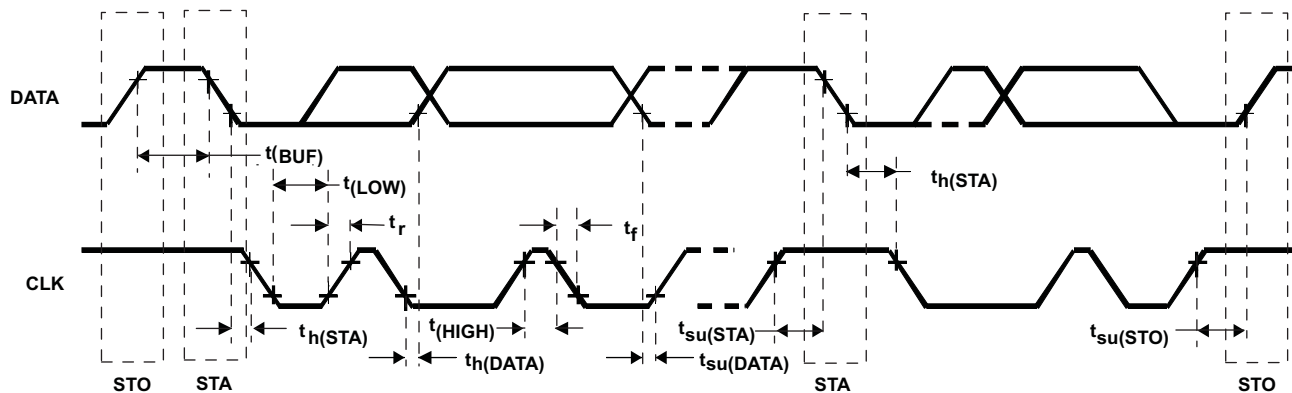 DATA
t(BUF)
t(LOW)
th(STA)
tr
tf
CLK
th(STA)
t(HIGH)
tsu(STA)
tsu(STO)
th(DATA)
tsu(DATA)
STO
STA
STA
STO